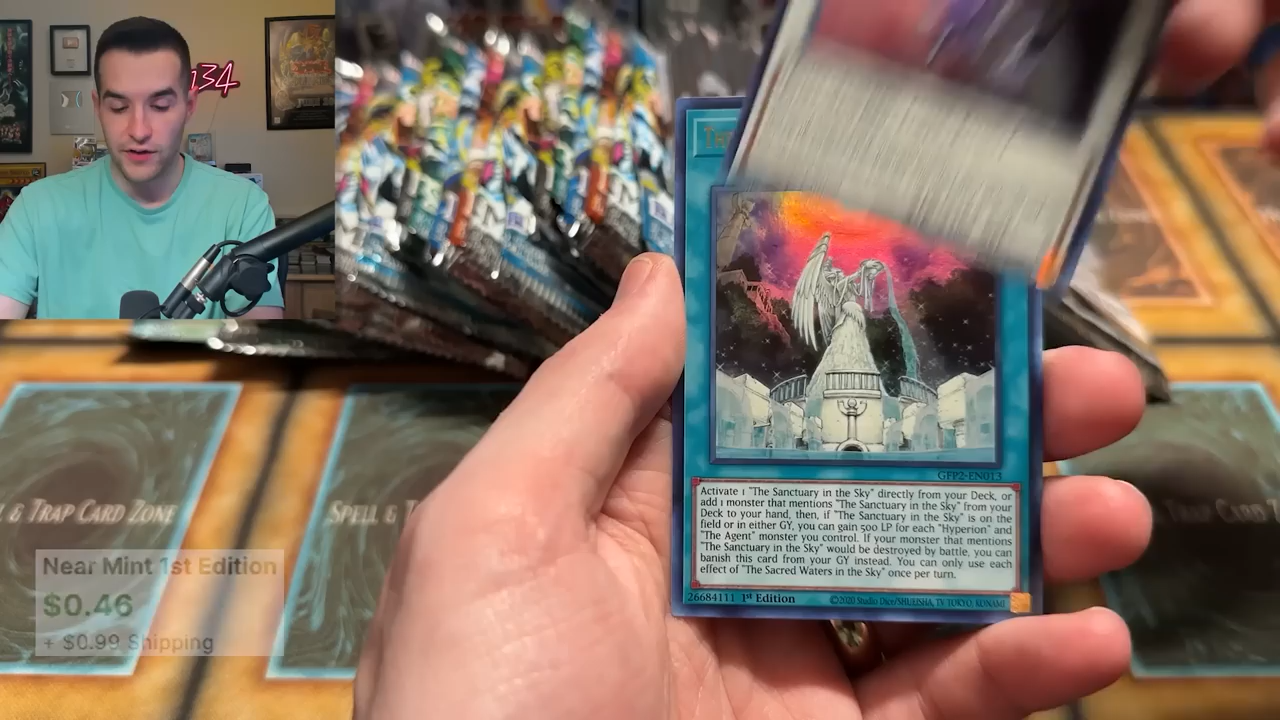 134
GFP2-EN013
Activate 1 "The Sanctuary in the Sky" directly from your Deck, or
add 1 monster that mentions "The Sanctuary in the Sky" from your
Deck to your hand, then, if "The Sanctuary in the Sky" is on the
field or in either GY, you can gain 500 LP for each "Hyperion" and
"The Agent" monster you control. If your monster that mentions
"The Sanctuary in the Sky" would be destroyed by battle, you can
banish this card from your GY instead. You can only use each
effect of "The Sacred Waters in the Sky" once per turn.
26684111 1st Edition ©2020 Studio Dice/SHUEISHA, TV TOKYO, KONAMI
L & TRAP CARD ZONE
SPELL & T
Near Mint 1st Edition
$0.46
+ $0.99 Shipping